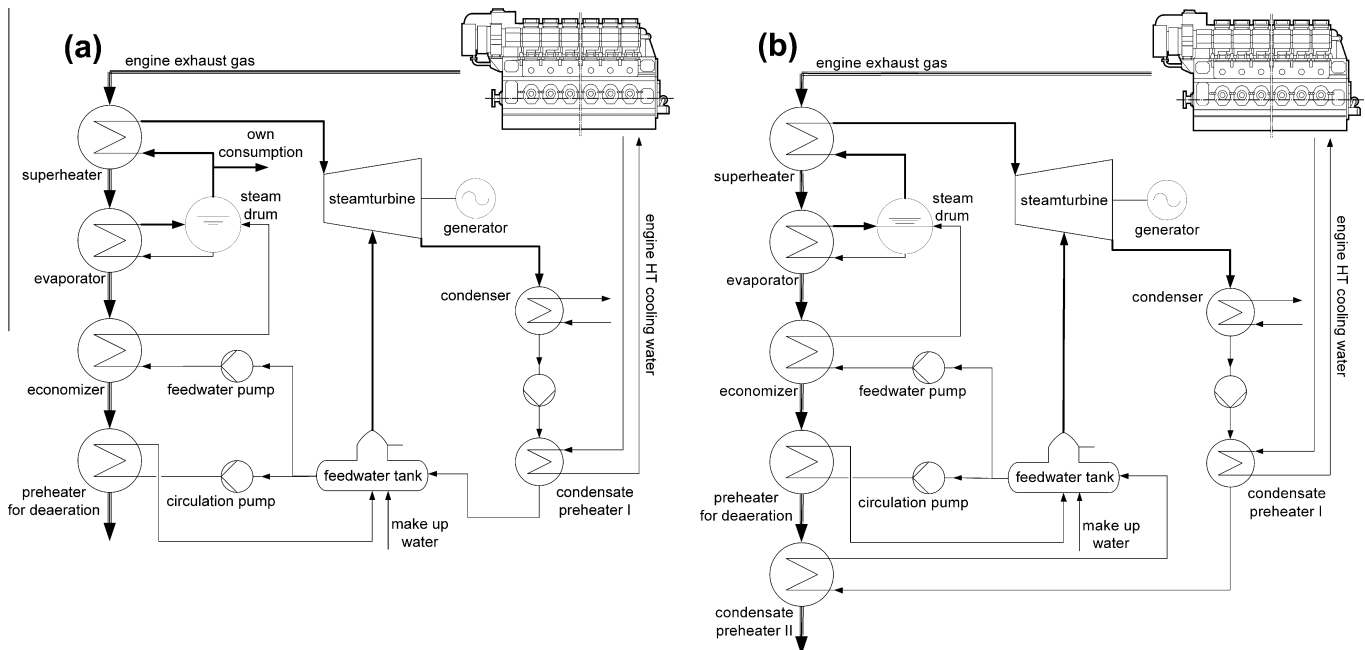 (a)
engine exhaust gas
own
consumption
superheater
steam
drum
steamturbine
generator
evaporator
condenser
engine HT cooling water
economizer
feedwater pump
feedwater tank
preheater
for deaeration
circulation pump
condensate
preheater I
make up
water
(b)
engine exhaust gas
superheater
steam
drum
steamturbine
generator
evaporator
condenser
engine HT cooling water
economizer
feedwater pump
feedwater tank
preheater
for deaeration
circulation pump
condensate
preheater I
make up
water
condensate
preheater II